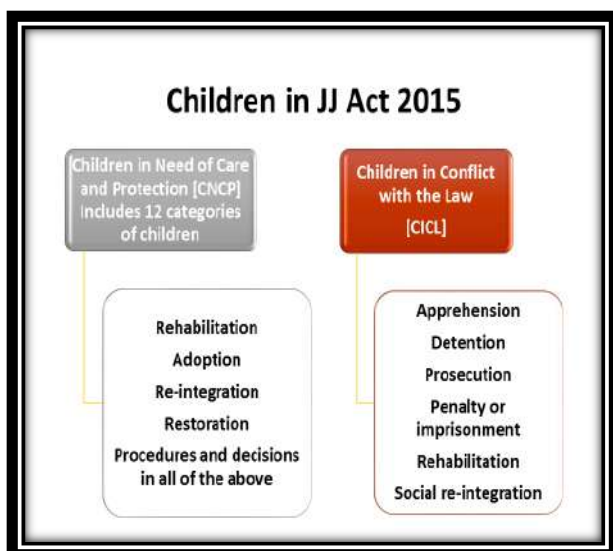 Children in JJ Act 2015
Children in Need of Care
and Protection [CNCP]
Includes 12 categories
of children
Rehabilitation
Adoption
Re-integration
Restoration
Procedures and decisions
in all of the above
Children in Conflict
with the Law
[CICL]
Apprehension
Detention
Prosecution
Penalty or
imprisonment
Rehabilitation
Social re-integration